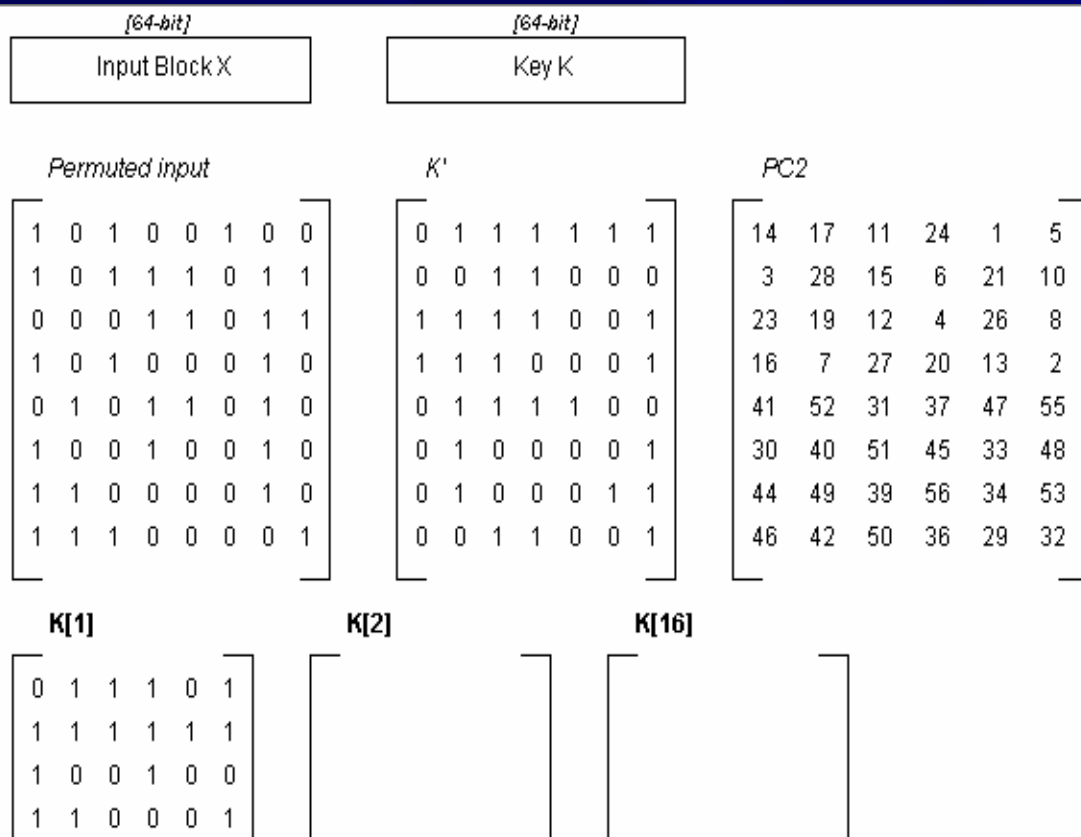 [64-bit] [64-bit]
Input Block X Key K
Permuted input K' PC2
1 0 1 0 0 1 0 0 0 1 1 1 1 1 1 14 17 11 24 1 5
1 0 1 1 1 0 1 1 0 0 1 1 0 0 0 3 28 15 6 21 10
0 0 0 1 1 0 1 1 1 1 1 1 0 0 1 23 19 12 4 26 8
1 0 1 0 0 0 1 0 1 1 1 0 0 0 1 16 7 27 20 13 2
0 1 0 1 1 0 1 0 0 1 1 1 1 0 0 41 52 31 37 47 55
1 0 0 1 0 0 1 0 0 1 0 0 0 0 1 30 40 51 45 33 48
1 1 0 0 0 0 1 0 0 1 0 0 0 1 1 44 49 39 56 34 53
1 1 1 0 0 0 0 1 0 0 1 1 0 0 1 46 42 50 36 29 32
K[1] K[2] K[16]
0 1 1 1 0 1
1 1 1 1 1 1
1 0 0 1 0 0
1 1 0 0 0 1